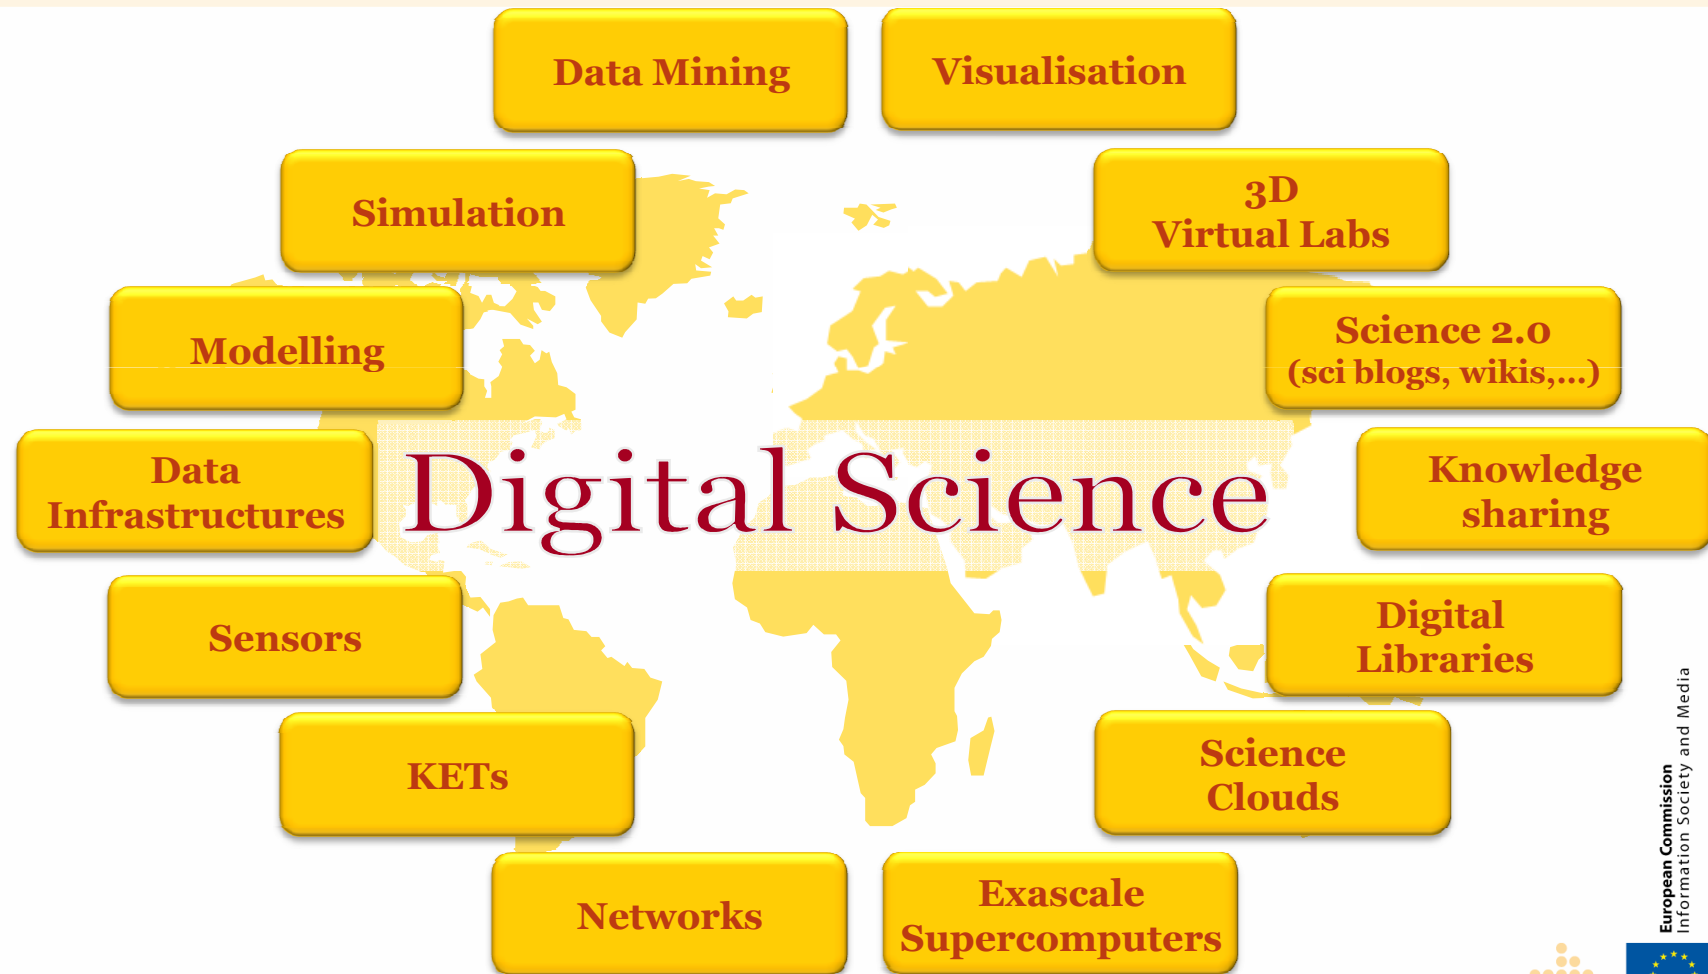 Data Mining
Visualisation
Simulation
3D
Virtual Labs
Modelling
Science 2.0
(sci blogs, wikis,...)
Data
Infrastructures
Digital Science
Knowledge
sharing
Sensors
Digital
Libraries
KETs
Science
Clouds
Networks
Exascale
Supercomputers
European Commission
Information Society and Media